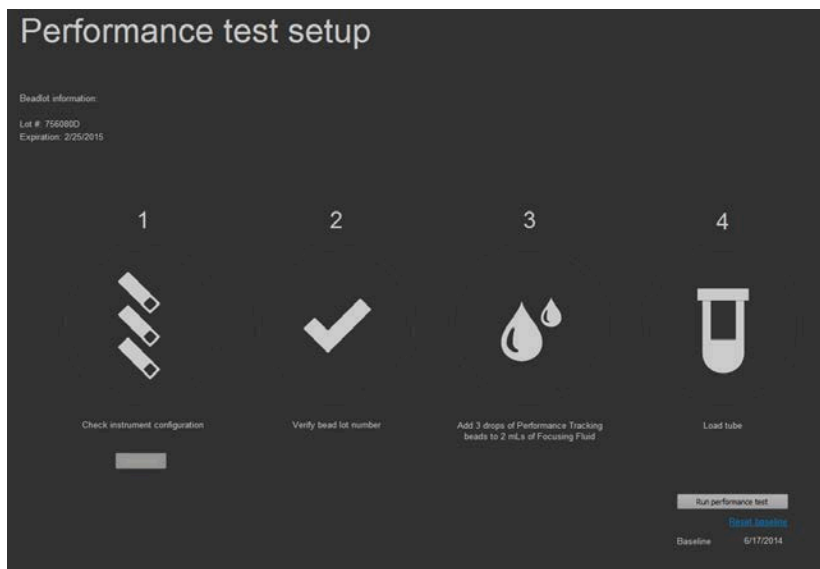 Performance test setup
Beadlot information:
Lot #: 756080D
Expiration: 2/25/2015
1
2
3
4
Check instrument configuration
Verify bead lot number
Add 3 drops of Performance Tracking
beads to 2 mLs of Focusing Fluid
Load tube
Run performance test
Reset baseline
Baseline 6/17/2014